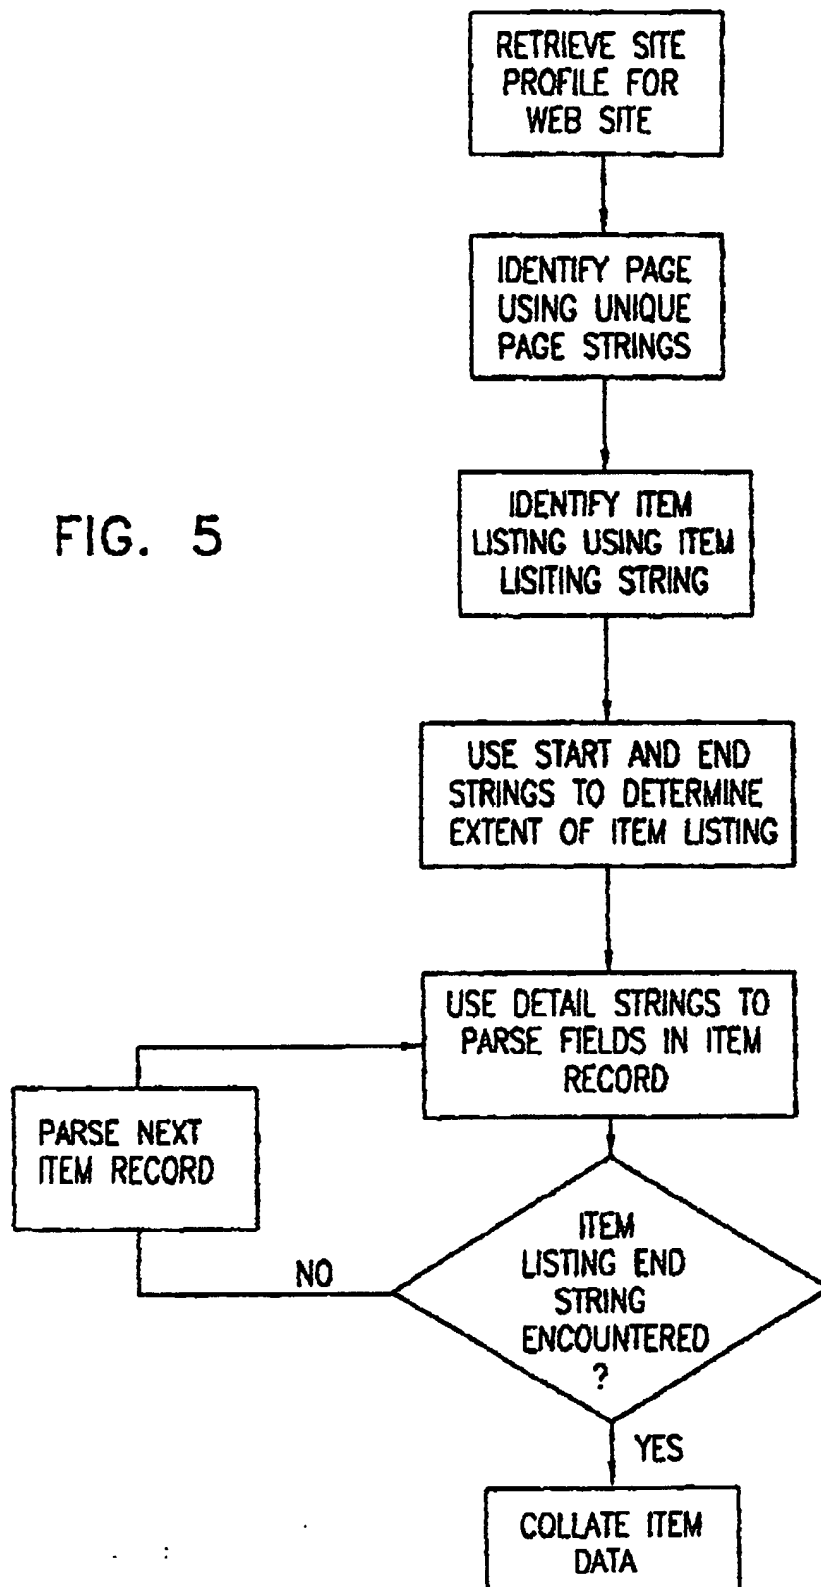 RETRIEVE SITE
PROFILE FOR
WEB SITE
IDENTIFY PAGE
USING UNIQUE
PAGE STRINGS
IDENTIFY ITEM
LISTING USING ITEM
LISITING STRING
FIG. 5
USE START AND END
STRINGS TO DETERMINE
EXTENT OF ITEM LISTING
USE DETAIL STRINGS TO
PARSE FIELDS IN ITEM
RECORD
PARSE NEXT
ITEM RECORD
ITEM
LISTING END
STRING
ENCOUNTERED
?
NO
YES
COLLATE ITEM
DATA